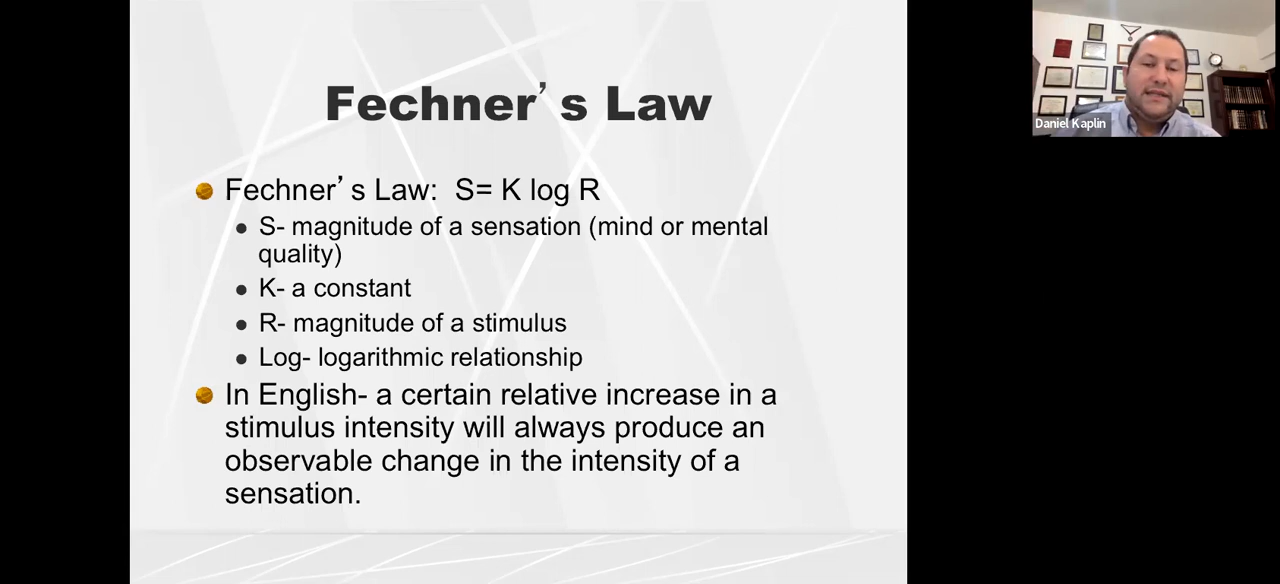 Fechner’s Law
Fechner’s Law: S= K log R
S- magnitude of a sensation (mind or mental
quality)
K- a constant
R- magnitude of a stimulus
Log- logarithmic relationship
In English- a certain relative increase in a
stimulus intensity will always produce an
observable change in the intensity of a
sensation.
Daniel Kaplin